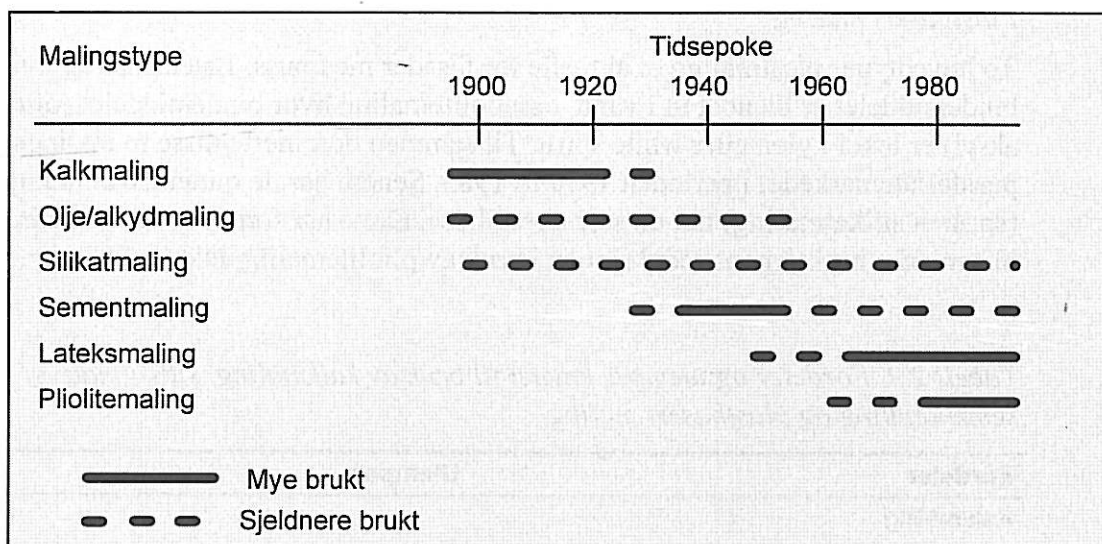 Malingstype
Tidsepoke
1900 1920 1940 1960 1980
Kalkmaling
Olje/alkydmaling
Silikatmaling
Sementmaling
Lateksmaling
Pliolitemaling
Mye brukt
Sjeldnere brukt